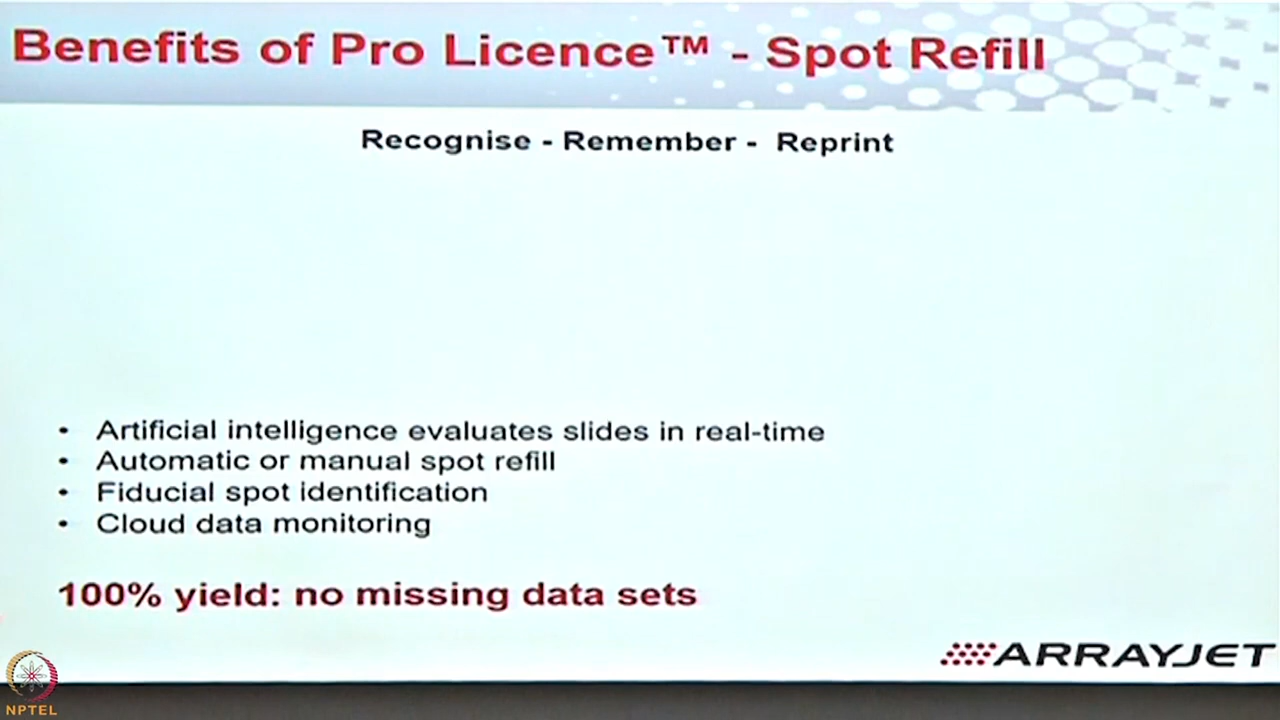 Benefits of Pro Licence™ - Spot Refill
Recognise - Remember - Reprint
• Artificial intelligence evaluates slides in real-time
• Automatic or manual spot refill
• Fiducial spot identification
• Cloud data monitoring
100% yield: no missing data sets
ARRAYJET
NPTEL